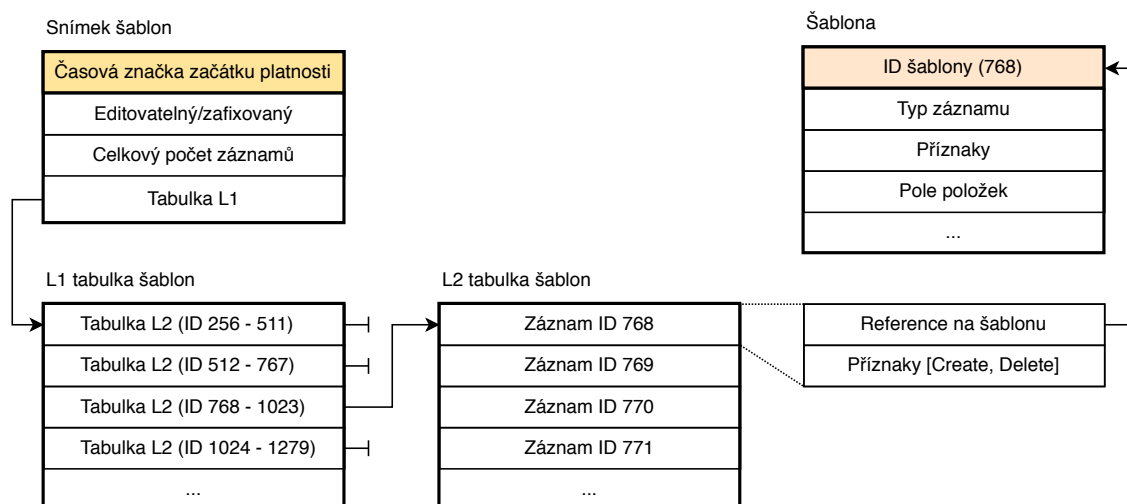 Snímek šablon
Časová značka začátku platnosti
Editovatelný/zafixovaný
Celkový počet záznamů
Tabulka L1
Šablona
ID šablony (768)
Typ záznamu
Příznaky
Pole položek
...
L1 tabulka šablon
Tabulka L2 (ID 256 - 511)
Tabulka L2 (ID 512 - 767)
Tabulka L2 (ID 768 - 1023)
Tabulka L2 (ID 1024 - 1279)
...
L2 tabulka šablon
Záznam ID 768
Záznam ID 769
Záznam ID 770
Záznam ID 771
...
Reference na šablonu
Příznaky [Create, Delete]